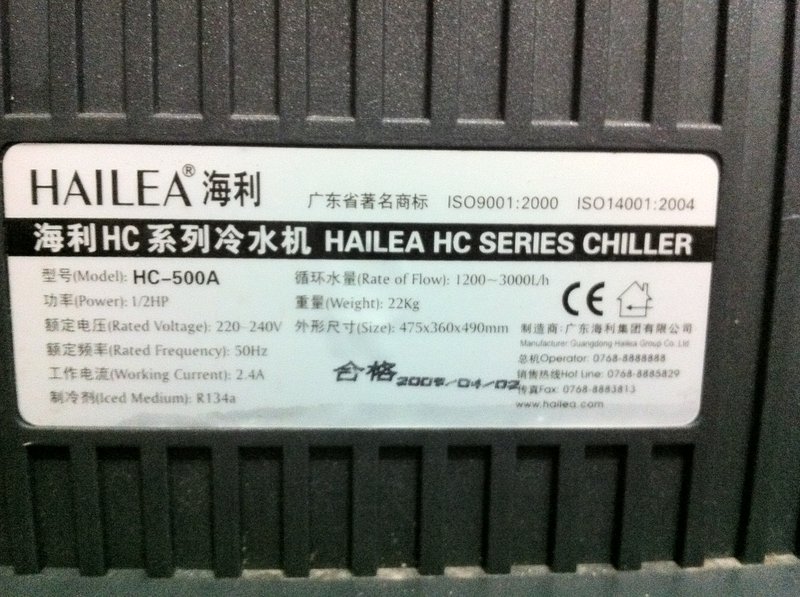 HAILEA® 海利
广东省著名商标 ISO9001:2000 ISO14001:2004
海利HC系列冷水机 HAILEA HC SERIES CHILLER
型号(Model): HC-500A
功率(Power): 1/2HP
额定电压(Rated Voltage): 220-240V
额定频率(Rated Frequency): 50Hz
工作电流(Working Current): 2.4A
制冷剂(Iced Medium): R134a
循环水量(Rate of Flow): 1200~3000L/h
重量(Weight): 22Kg
外形尺寸(Size): 475x360x490mm
合格
CE
制造商:广东海利集团有限公司
Manufacturer: Guangdong Hailea Group Co. Ltd
总机Operator: 0768-8888888
销售热线Hot Line: 0768-8885829
传真Fax: 0768-8883813
www.hailea.com